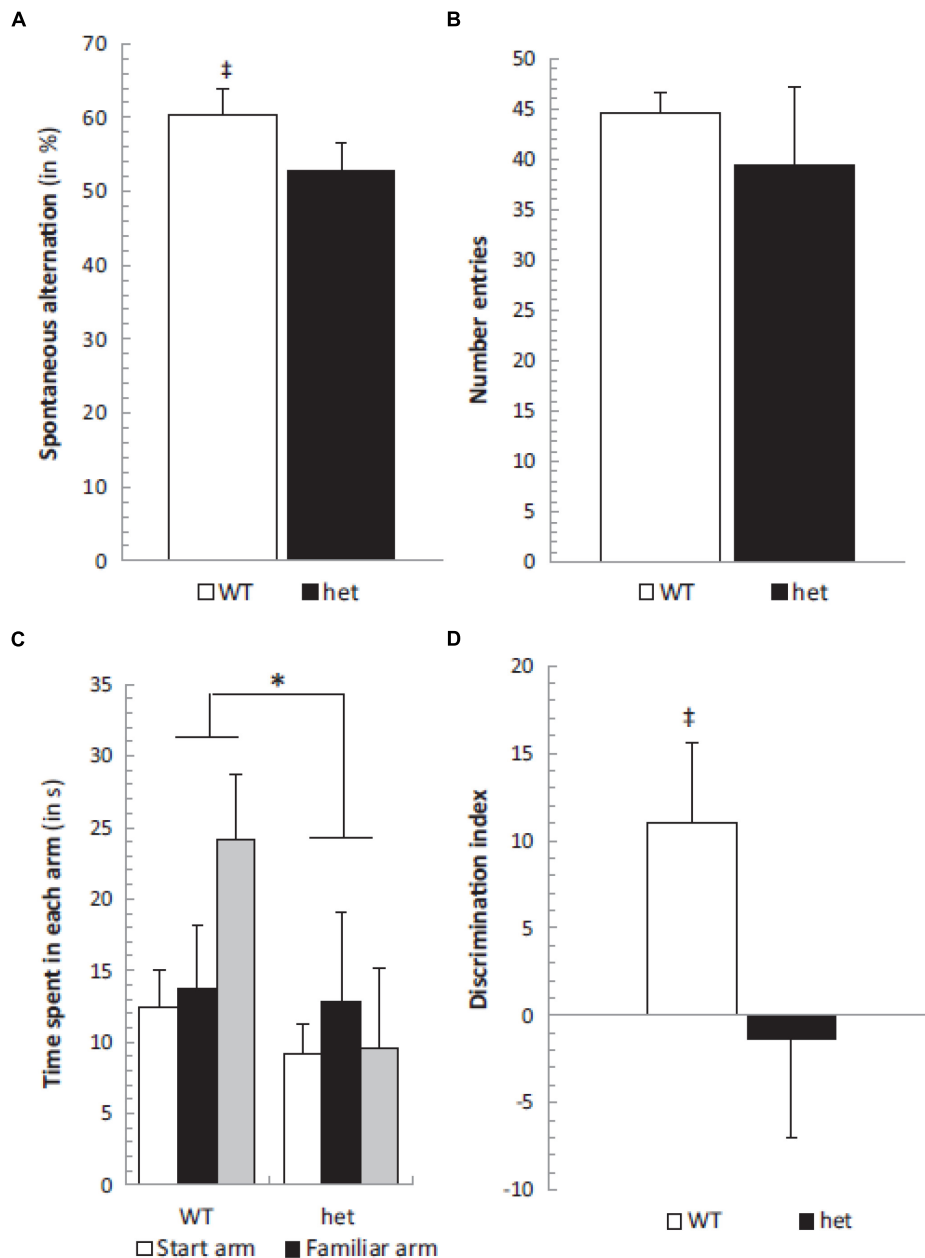 A
Spontaneous alternation (in %)
70
60
50
40
30
20
10
0
‡
WT het
B
Number entries
50
45
40
35
30
25
20
15
10
5
0
WT het
C
Time spent in each arm (in s)
35
30
25
20
15
10
5
0
*
WT het
Start arm Familiar arm
D
Discrimination index
20
15
10
5
0
-5
-10
‡
WT het